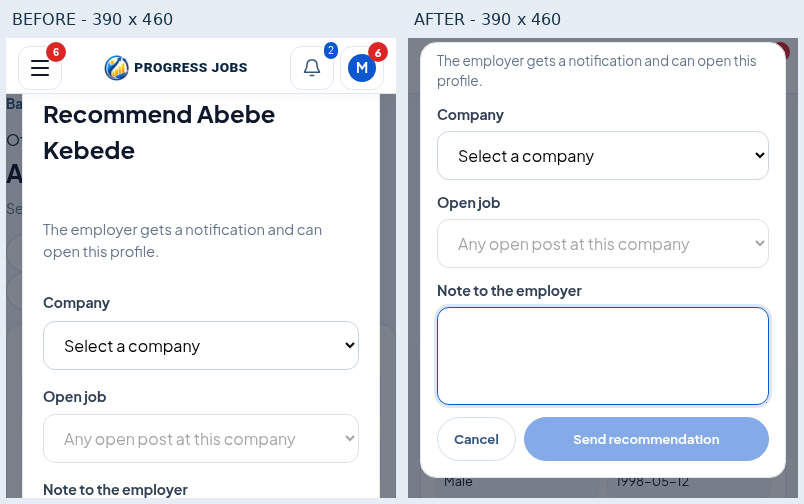 BEFORE - 390 x 460
6
PROGRESS JOBS
2
M
6
Ba
Recommend Abebe
Kebede
The employer gets a notification and can
open this profile.
Company
Select a company
Open job
Any open post at this company
Note to the employer
AFTER - 390 x 460
The employer gets a notification and can open this
profile.
Company
Select a company
Open job
Any open post at this company
Note to the employer
Cancel
Send recommendation
Male
1998-05-12